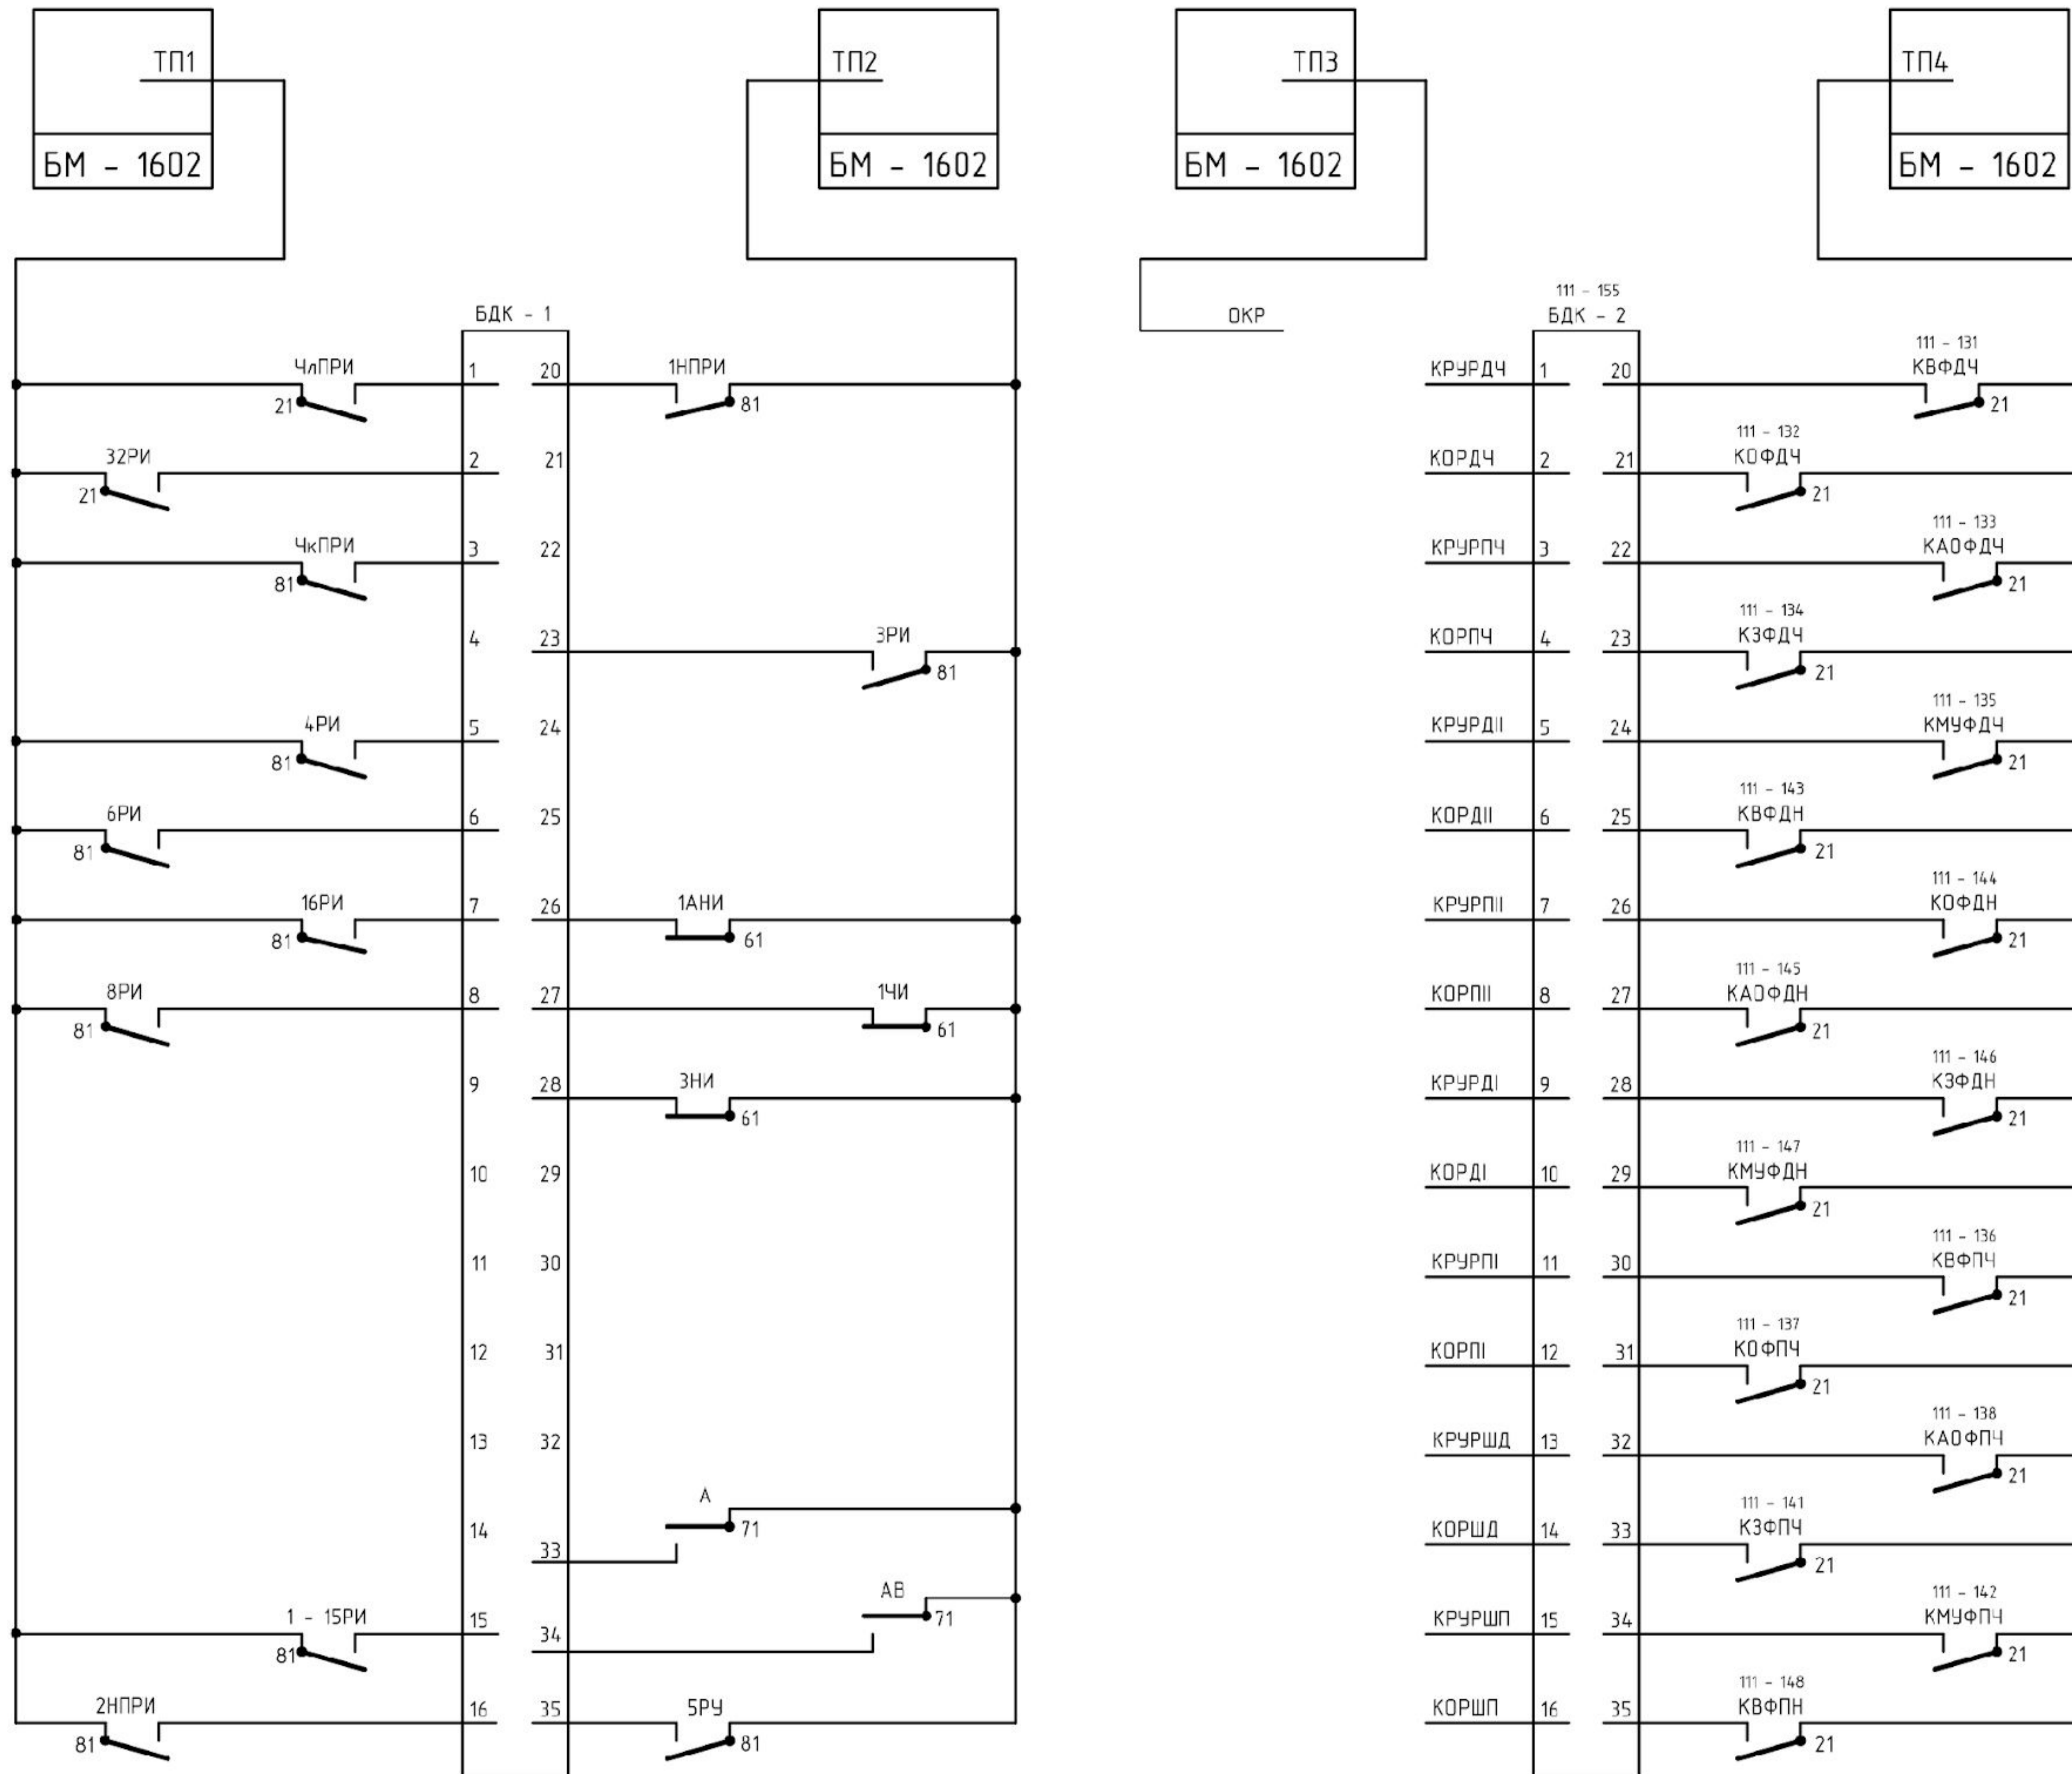 ТП1
БМ - 1602
ТП2
БМ - 1602
ТП3
БМ - 1602
ТП4
БМ - 1602
БДК - 1
ЧлПРИ
21
1
20
1НПРИ
81
32РИ
21
2
21
ЧкПРИ
81
3
22
4
23
3РИ
81
4РИ
81
5
24
6РИ
81
6
25
16РИ
81
7
26
1АНИ
61
8РИ
81
8
27
1ЧИ
61
9
28
3НИ
61
10
29
11
30
12
31
13
32
А
71
14
33
АВ
71
1 - 15РИ
81
15
34
2НПРИ
81
16
35
5РУ
81
ОКР
111 - 155
БДК - 2
КРУРДЧ
1
20
111 - 131
КВФДЧ
21
КОРДЧ
2
21
111 - 132
КОФДЧ
21
КРУРПЧ
3
22
111 - 133
КАОФДЧ
21
КОРПЧ
4
23
111 - 134
КЗФДЧ
21
КРУРДII
5
24
111 - 135
КМУФДЧ
21
КОРДII
6
25
111 - 143
КВФДН
21
КРУРПII
7
26
111 - 144
КОФДН
21
КОРПII
8
27
111 - 145
КАОФДН
21
КРУРДI
9
28
111 - 146
КЗФДН
21
КОРДI
10
29
111 - 147
КМУФДН
21
КРУРПI
11
30
111 - 136
КВФПЧ
21
КОРПI
12
31
111 - 137
КОФПЧ
21
КРУРШД
13
32
111 - 138
КАОФПЧ
21
КОРШД
14
33
111 - 141
КЗФПЧ
21
КРУРШП
15
34
111 - 142
КМУФПЧ
21
КОРШП
16
35
111 - 148
КВФПН
21